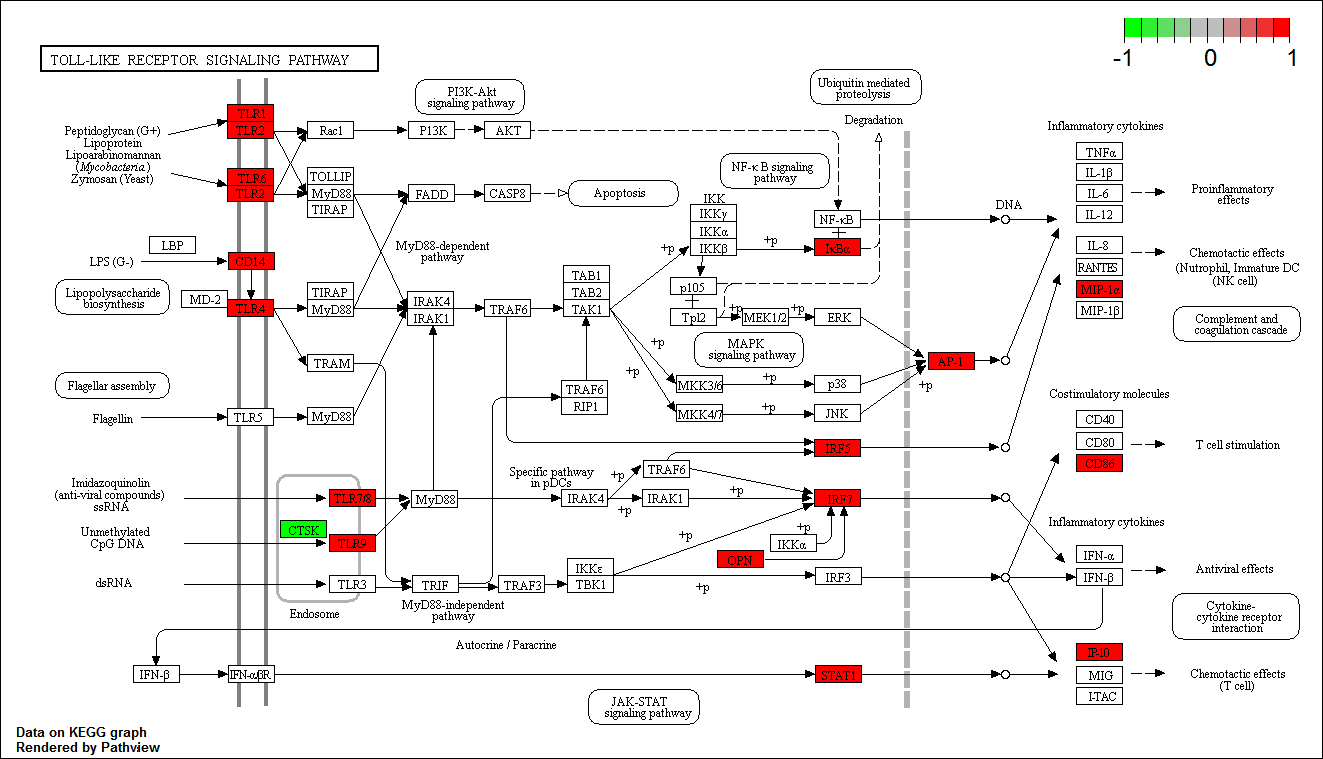 -1 0 1
TOLL-LIKE RECEPTOR SIGNALING PATHWAY
PI3K-Akt
signaling pathway
Ubiquitin mediated
proteolysis
Degradation
Peptidoglycan (G+)
Lipoprotein
Lipoarabinomannan
(Mycobacteria)
Zymosan (Yeast)
TLR1
TLR2
Rac1
P13K
AKT
TLR6
TLR2
TOLLIP
MyD88
TIRAP
FADD
CASP8
Apoptosis
NF-κB signaling
pathway
IKK
IKKγ
IKKα
IKKβ
+p
+p
NF-κB
IκBα
DNA
Inflammatory cytokines
TNFα
IL-1β
IL-6
IL-12
Proinflammatory
effects
IL-8
RANTES
MIP-1α
MIP-1β
Chemotactic effects
(Nutrophil, Immature DC
(NK cell)
Complement and
coagulation cascade
LBP
LPS (G-)
CD14
Lipopolysaccharide
biosynthesis
MD-2
TLR4
MyD88-dependent
pathway
TIRAP
MyD88
IRAK4
IRAK1
TRAF6
TAB1
TAB2
TAK1
p105
Tpl2
+p
MEK1/2
+p
ERK
MAPK
signaling pathway
TRAM
+p
+p
MKK3/6
+p
p38
MKK4/7
+p
JNK
AP-1
+p
Flagellar assembly
Flagellin
TLR5
MyD88
TRAF6
RIP1
Costimulatory molecules
CD40
CD80
CD86
T cell stimulation
IRF5
Imidazoquinolin
(anti-viral compounds)
ssRNA
TLR7/8
MyD88
Specific pathway
in pDCs
IRAK4
+p
+p
TRAF6
IRAK1
+p
IRF7
Unmethylated
CpG DNA
CTSK
TLR9
+p
+p
IKKα
OPN
Inflammatory cytokines
IFN-α
IFN-β
Antiviral effects
dsRNA
TLR3
Endosome
TRIF
MyD88-independent
pathway
TRAF3
IKKε
TBK1
+p
IRF3
Cytokine-
cytokine receptor
interaction
Autocrine / Paracrine
IFN-β
IFN-α/βR
STAT1
JAK-STAT
signaling pathway
IP-10
MIG
I-TAC
Chemotactic effects
(T cell)
Data on KEGG graph
Rendered by Pathview